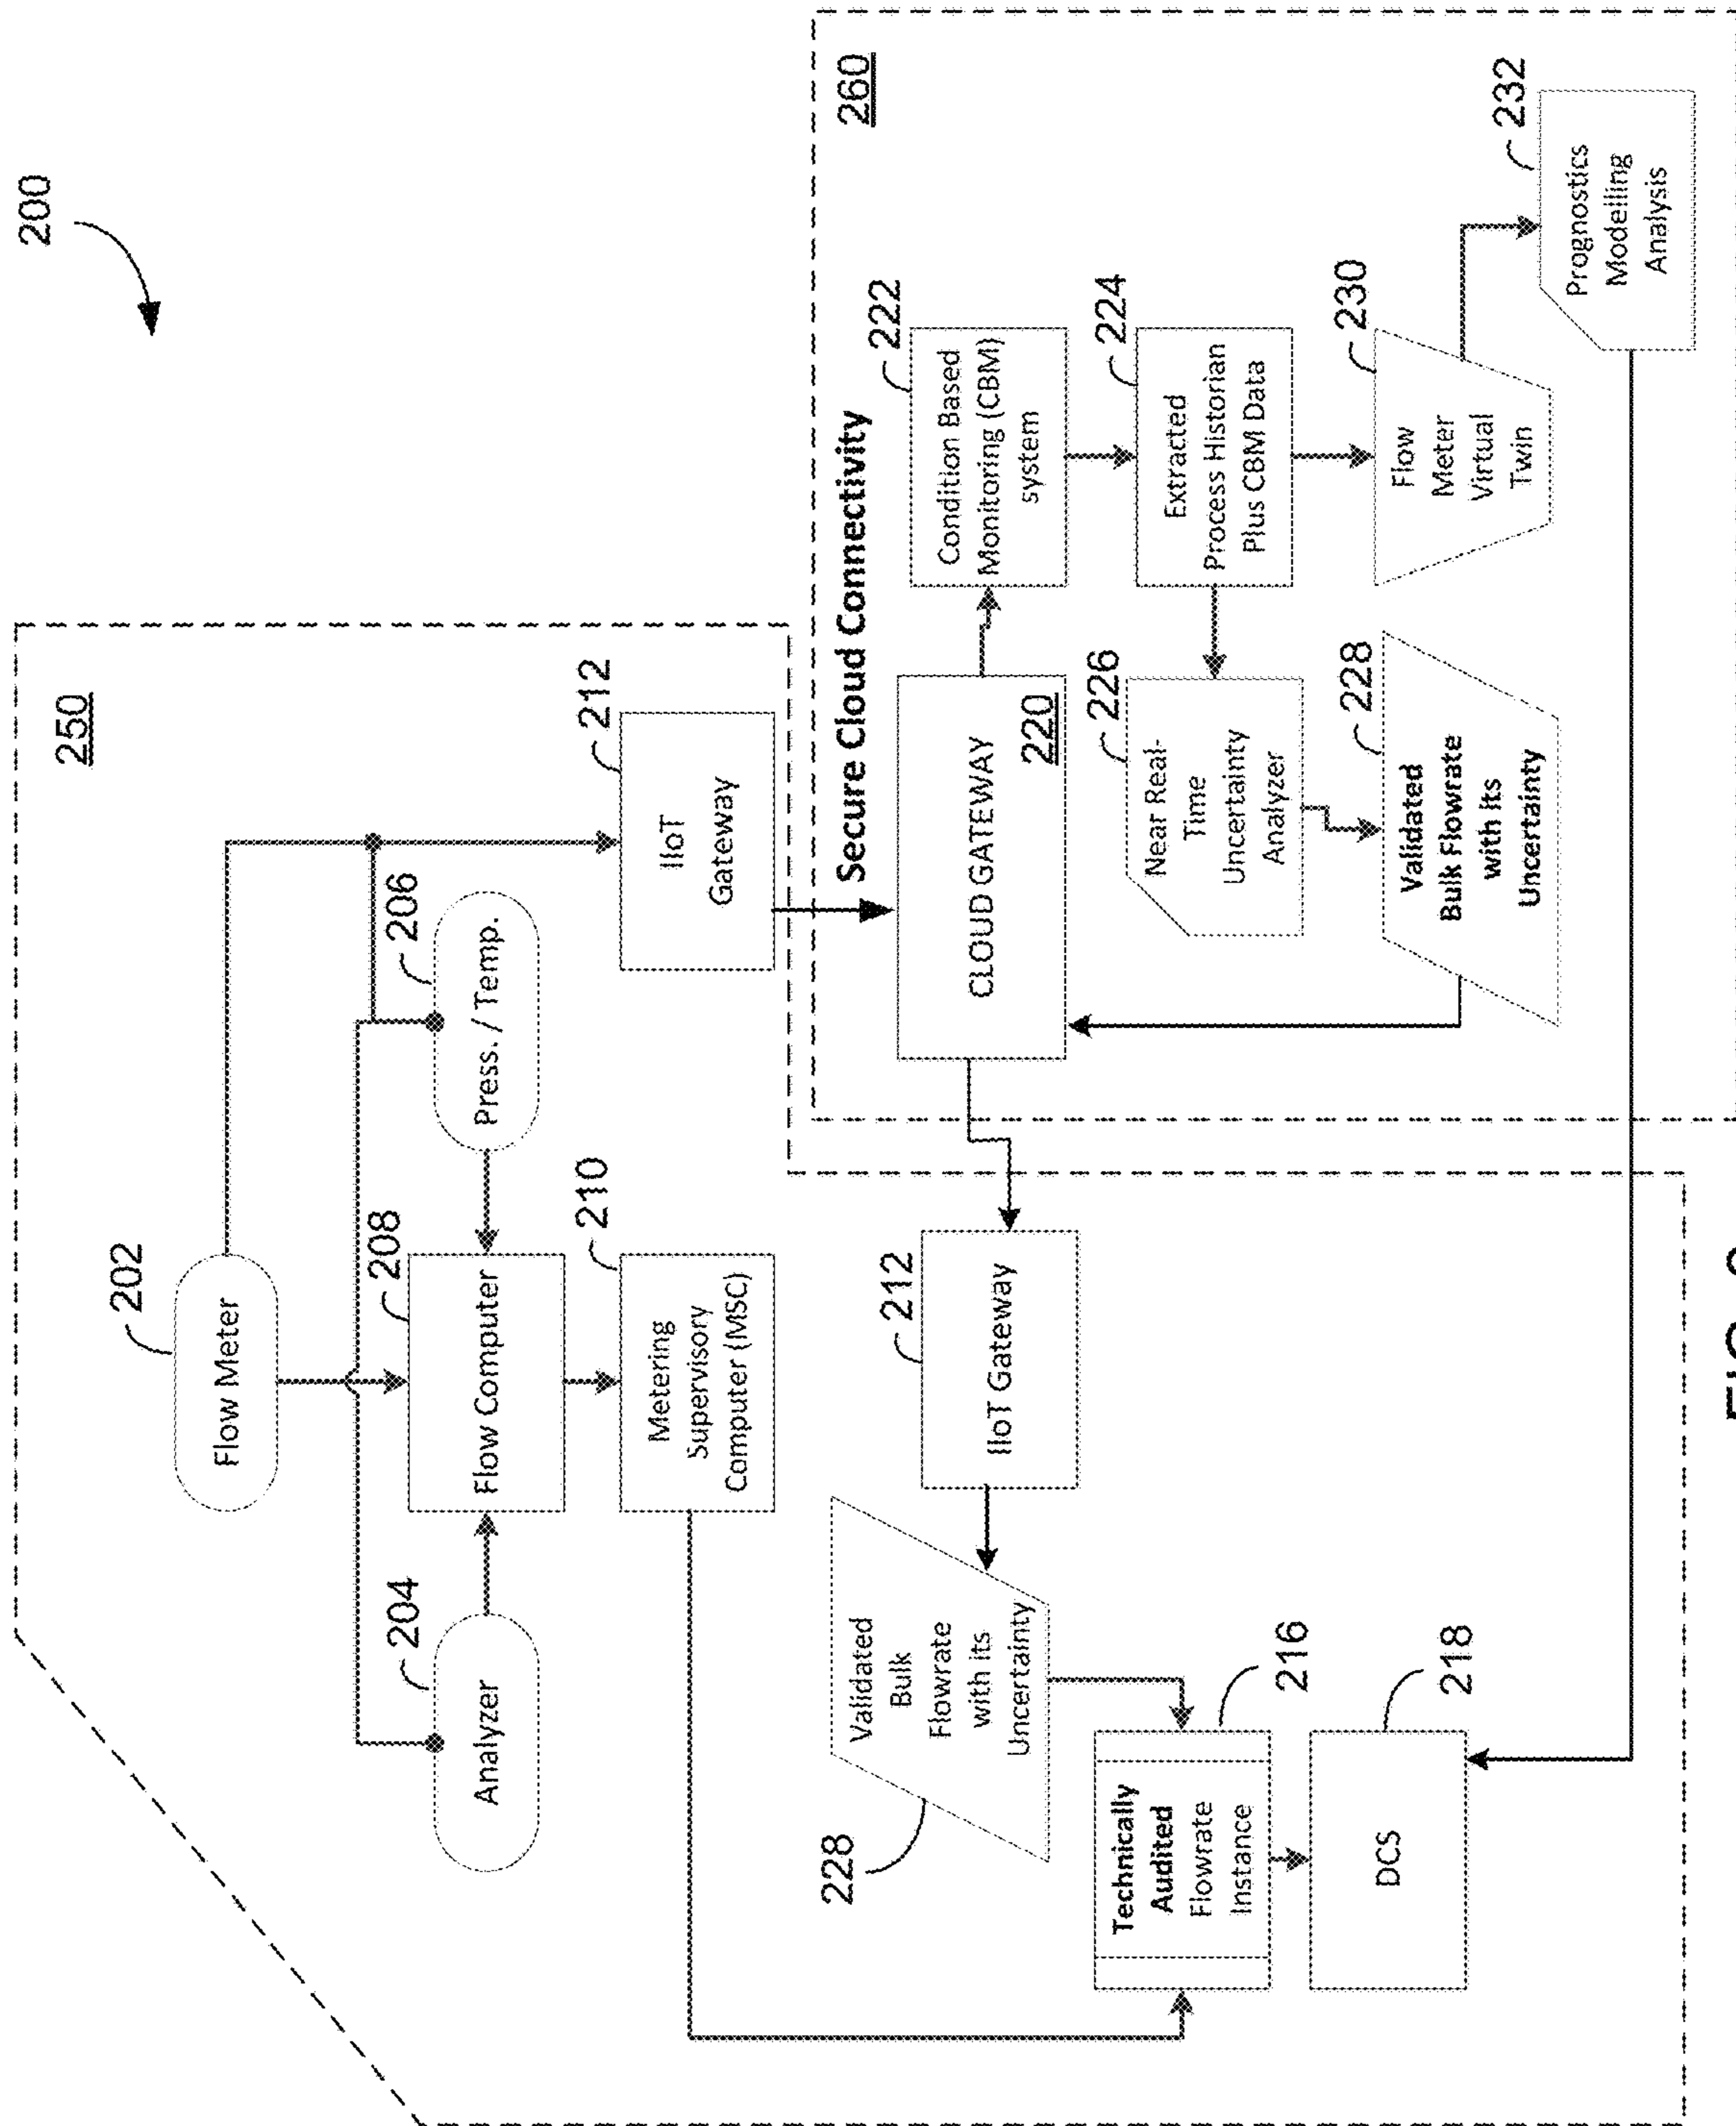 200
250
202
Flow Meter
204
Analyzer
208
Flow Computer
206
Press. / Temp.
210
Metering
Supervisory
Computer (MSC)
212
IIoT
Gateway
260
Secure Cloud Connectivity
CLOUD GATEWAY
220
222
Condition Based
Monitoring (CBM)
system
224
Extracted
Process Historian
Plus CBM Data
226
Near Real-
Time
Uncertainty
Analyzer
228
Validated
Bulk Flowrate
with its
Uncertainty
230
Flow
Meter
Virtual
Twin
232
Prognostics
Modelling
Analysis
212
IIoT Gateway
228
Validated
Bulk
Flowrate
with its
Uncertainty
216
Technically
Audited
Flowrate
Instance
218
DCS